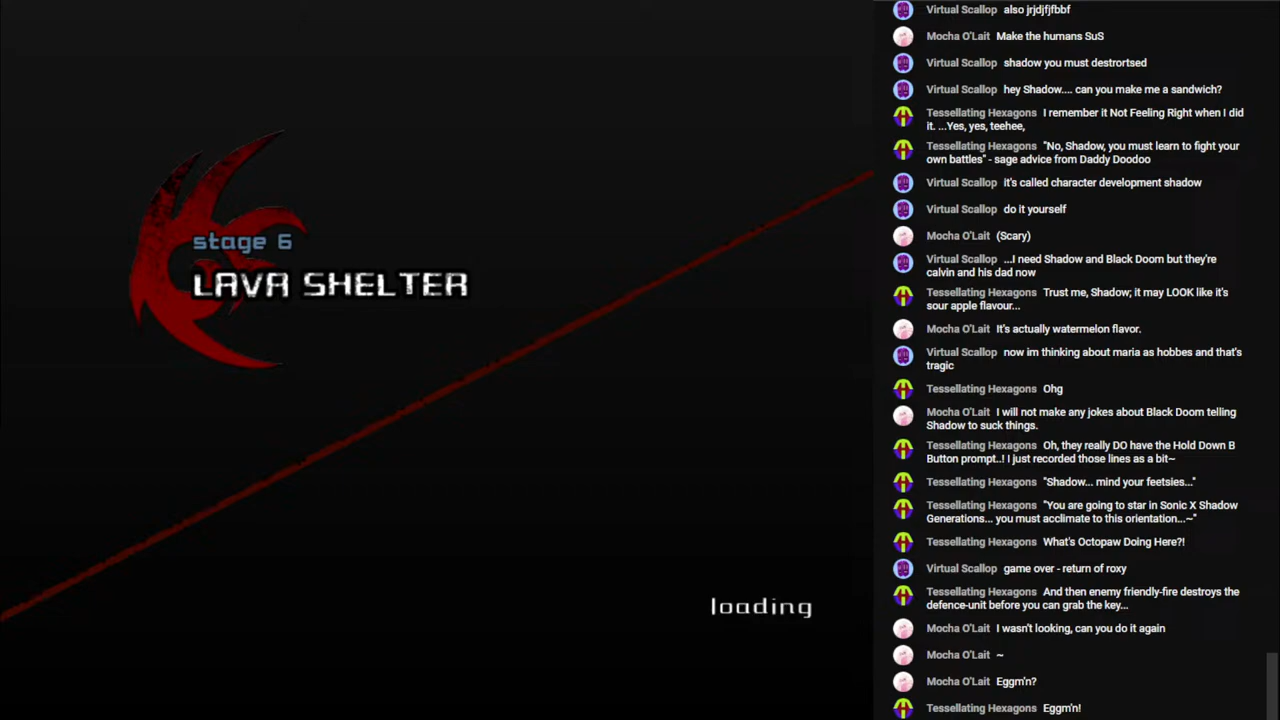 stage 6
LAVA SHELTER
loading
Virtual Scallop also jrjdjfjfbbf
Mocha O'Lait Make the humans SuS
Virtual Scallop shadow you must destrortsed
Virtual Scallop hey Shadow.... can you make me a sandwich?
Tessellating Hexagons I remember it Not Feeling Right when I did
it. ...Yes, yes, teehee,
Tessellating Hexagons "No, Shadow, you must learn to fight your
own battles" - sage advice from Daddy Doodoo
Virtual Scallop it's called character development shadow
Virtual Scallop do it yourself
Mocha O'Lait (Scary)
Virtual Scallop ...I need Shadow and Black Doom but they're
calvin and his dad now
Tessellating Hexagons Trust me, Shadow; it may LOOK like it's
sour apple flavour...
Mocha O'Lait It's actually watermelon flavor.
Virtual Scallop now im thinking about maria as hobbes and that's
tragic
Tessellating Hexagons Ohg
Mocha O'Lait I will not make any jokes about Black Doom telling
Shadow to suck things.
Tessellating Hexagons Oh, they really DO have the Hold Down B
Button prompt..! I just recorded those lines as a bit~
Tessellating Hexagons "Shadow... mind your feetsies..."
Tessellating Hexagons "You are going to star in Sonic X Shadow
Generations... you must acclimate to this orientation...~"
Tessellating Hexagons What's Octopaw Doing Here?!
Virtual Scallop game over - return of roxy
Tessellating Hexagons And then enemy friendly-fire destroys the
defence-unit before you can grab the key...
Mocha O'Lait I wasn't looking, can you do it again
Mocha O'Lait ~
Mocha O'Lait Eggm'n?
Tessellating Hexagons Eggm'n!